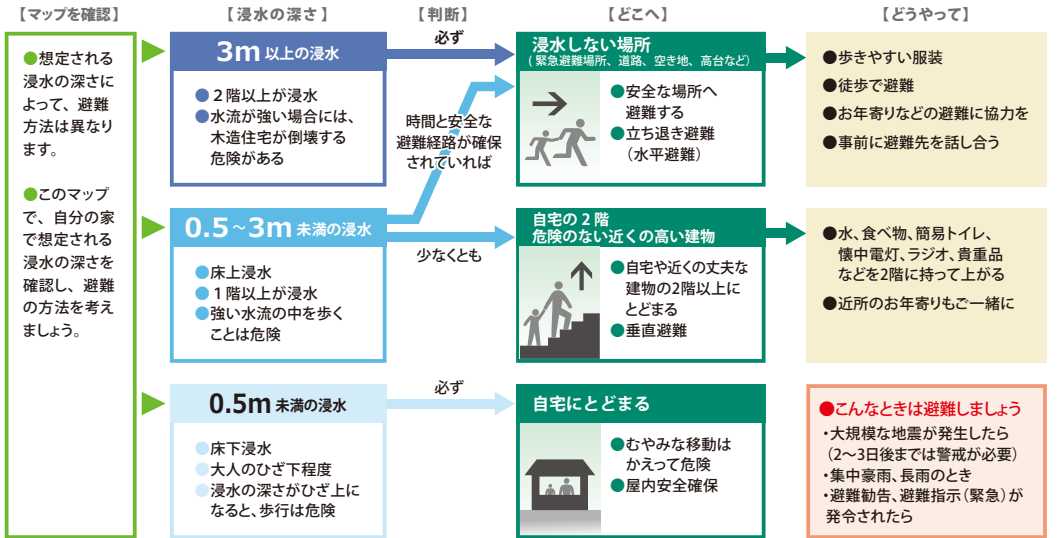 【マップを確認】
【浸水の深さ】
【判断】
【どこへ】
【どうやって】
●想定される
浸水の深さに
よって、避難
方法は異なり
ます。
●このマップ
で、自分の家
で想定される
浸水の深さを
確認し、避難
の方法を考え
ましょう。
3m 以上の浸水
●２階以上が浸水
●水流が強い場合には、
木造住宅が倒壊する
危険がある
必ず
時間と安全な
避難経路が確保
されていれば
浸水しない場所
(緊急避難場所、道路、空き地、高台など)
●安全な場所へ
避難する
●立ち退き避難
（水平避難）
●歩きやすい服装
●徒歩で避難
●お年寄りなどの避難に協力を
●事前に避難先を話し合う
0.5～3m 未満の浸水
●床上浸水
●１階以上が浸水
●強い水流の中を歩く
ことは危険
少なくとも
自宅の２階
危険のない近くの高い建物
●自宅や近くの丈夫な
建物の2階以上に
とどまる
●垂直避難
●水、食べ物、簡易トイレ、
懐中電灯、ラジオ、貴重品
などを2階に持って上がる
●近所のお年寄りもご一緒に
0.5m 未満の浸水
●床下浸水
●大人のひざ下程度
●浸水の深さがひざ上に
なると、歩行は危険
必ず
自宅にとどまる
●むやみな移動は
かえって危険
●屋内安全確保
●こんなときは避難しましょう
・大規模な地震が発生したら
（2～3日後までは警戒が必要）
・集中豪雨、長雨のとき
・避難勧告、避難指示（緊急）が
発令されたら